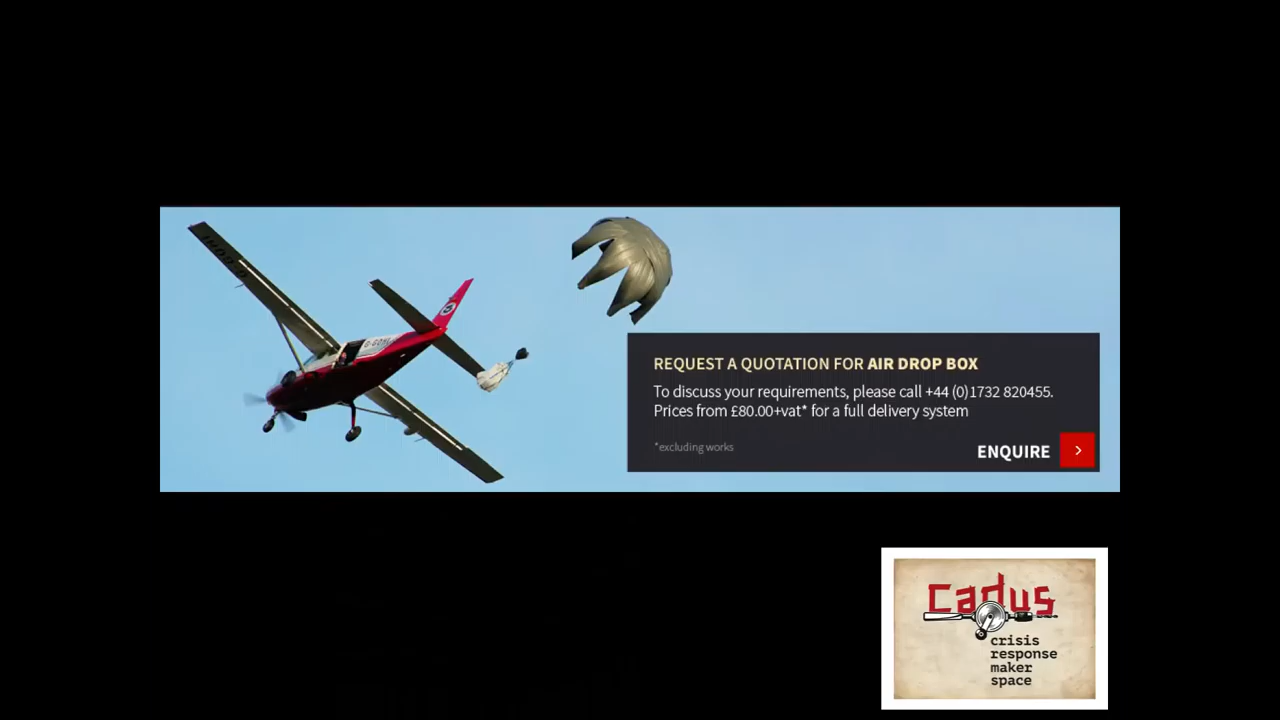 REQUEST A QUOTATION FOR AIR DROP BOX
To discuss your requirements, please call +44 (0)1732 820455.
Prices from £80.00+vat* for a full delivery system
*excluding works
ENQUIRE
cadus
crisis
response
maker
space